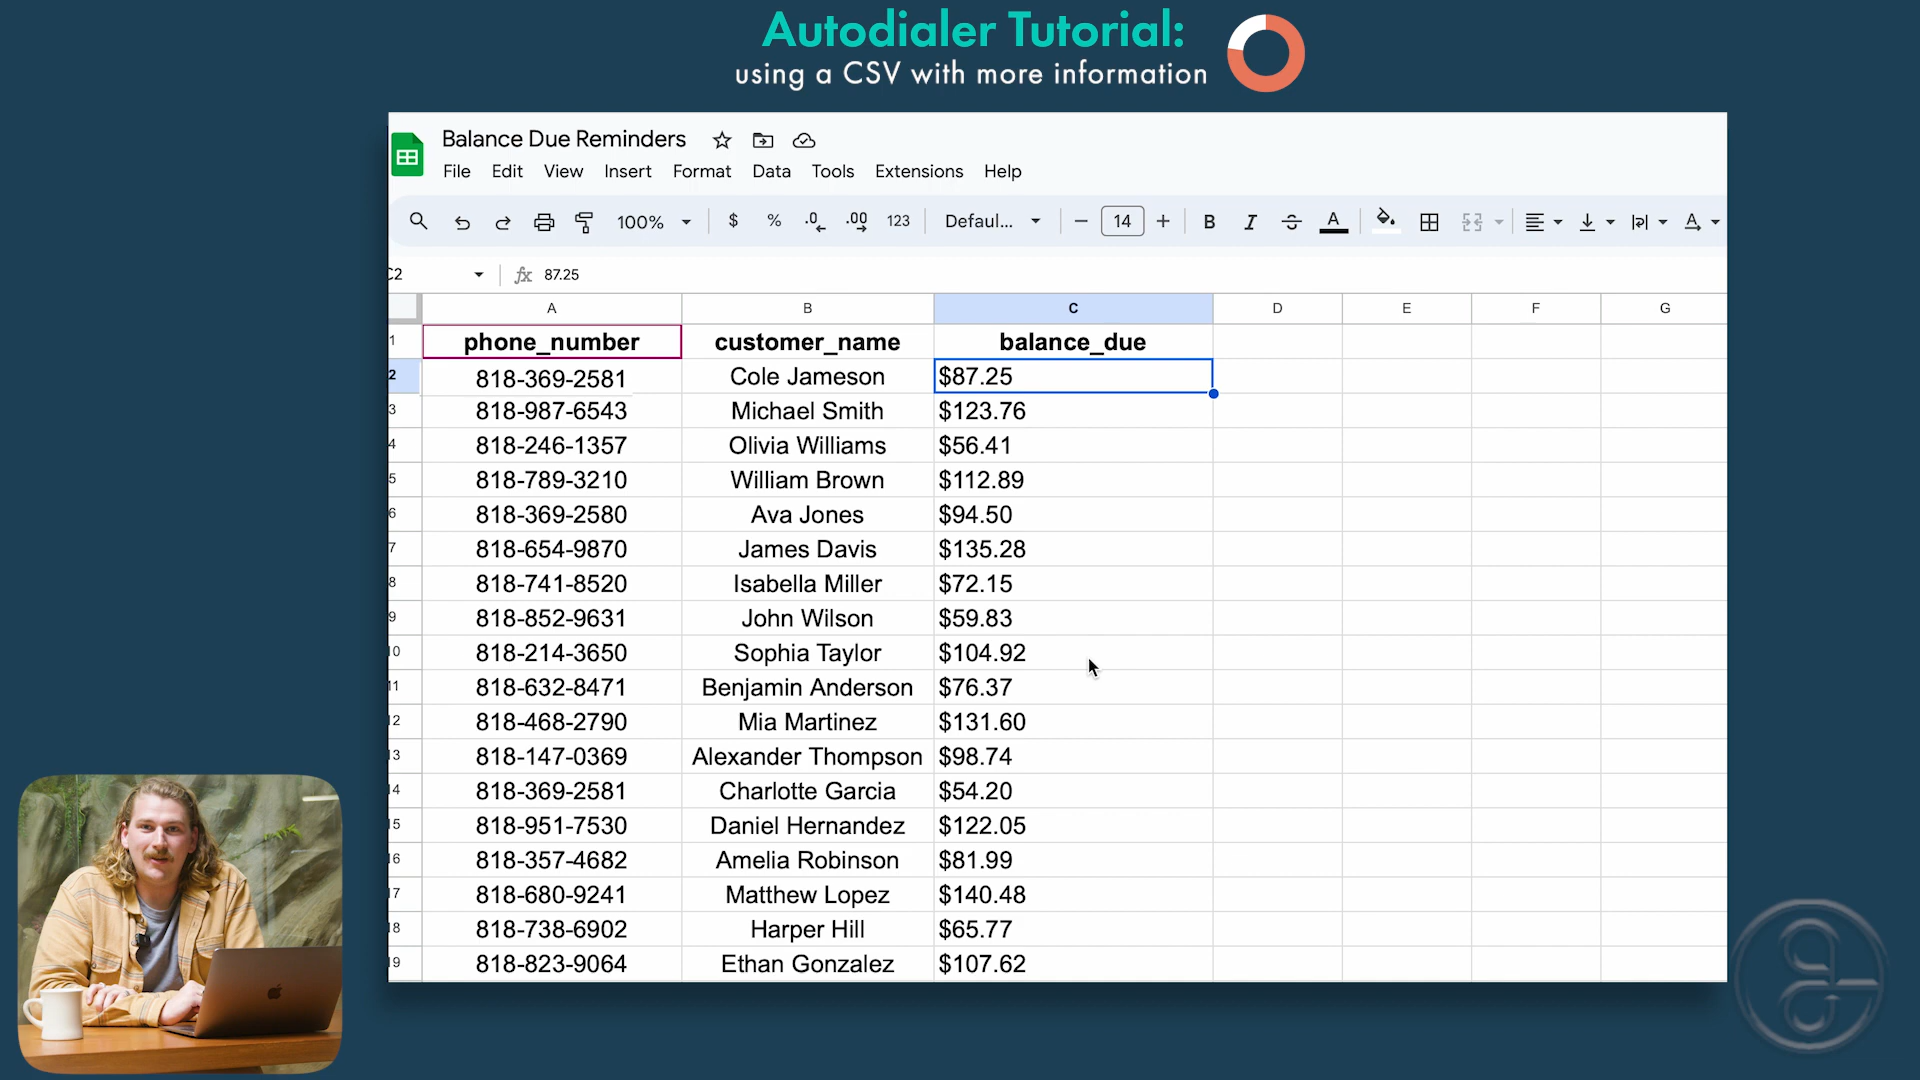 Autodialer Tutorial:
using a CSV with more information
Balance Due Reminders
File Edit View Insert Format Data Tools Extensions Help
100% $ % .0 .00 123 Defaul... − 14 + B I S A A
C2 fx 87.25
A B C D E F G
1 phone_number customer_name balance_due
2 818-369-2581 Cole Jameson $87.25
3 818-987-6543 Michael Smith $123.76
4 818-246-1357 Olivia Williams $56.41
5 818-789-3210 William Brown $112.89
6 818-369-2580 Ava Jones $94.50
7 818-654-9870 James Davis $135.28
8 818-741-8520 Isabella Miller $72.15
9 818-852-9631 John Wilson $59.83
10 818-214-3650 Sophia Taylor $104.92
11 818-632-8471 Benjamin Anderson $76.37
12 818-468-2790 Mia Martinez $131.60
13 818-147-0369 Alexander Thompson $98.74
14 818-369-2581 Charlotte Garcia $54.20
15 818-951-7530 Daniel Hernandez $122.05
16 818-357-4682 Amelia Robinson $81.99
17 818-680-9241 Matthew Lopez $140.48
18 818-738-6902 Harper Hill $65.77
19 818-823-9064 Ethan Gonzalez $107.62